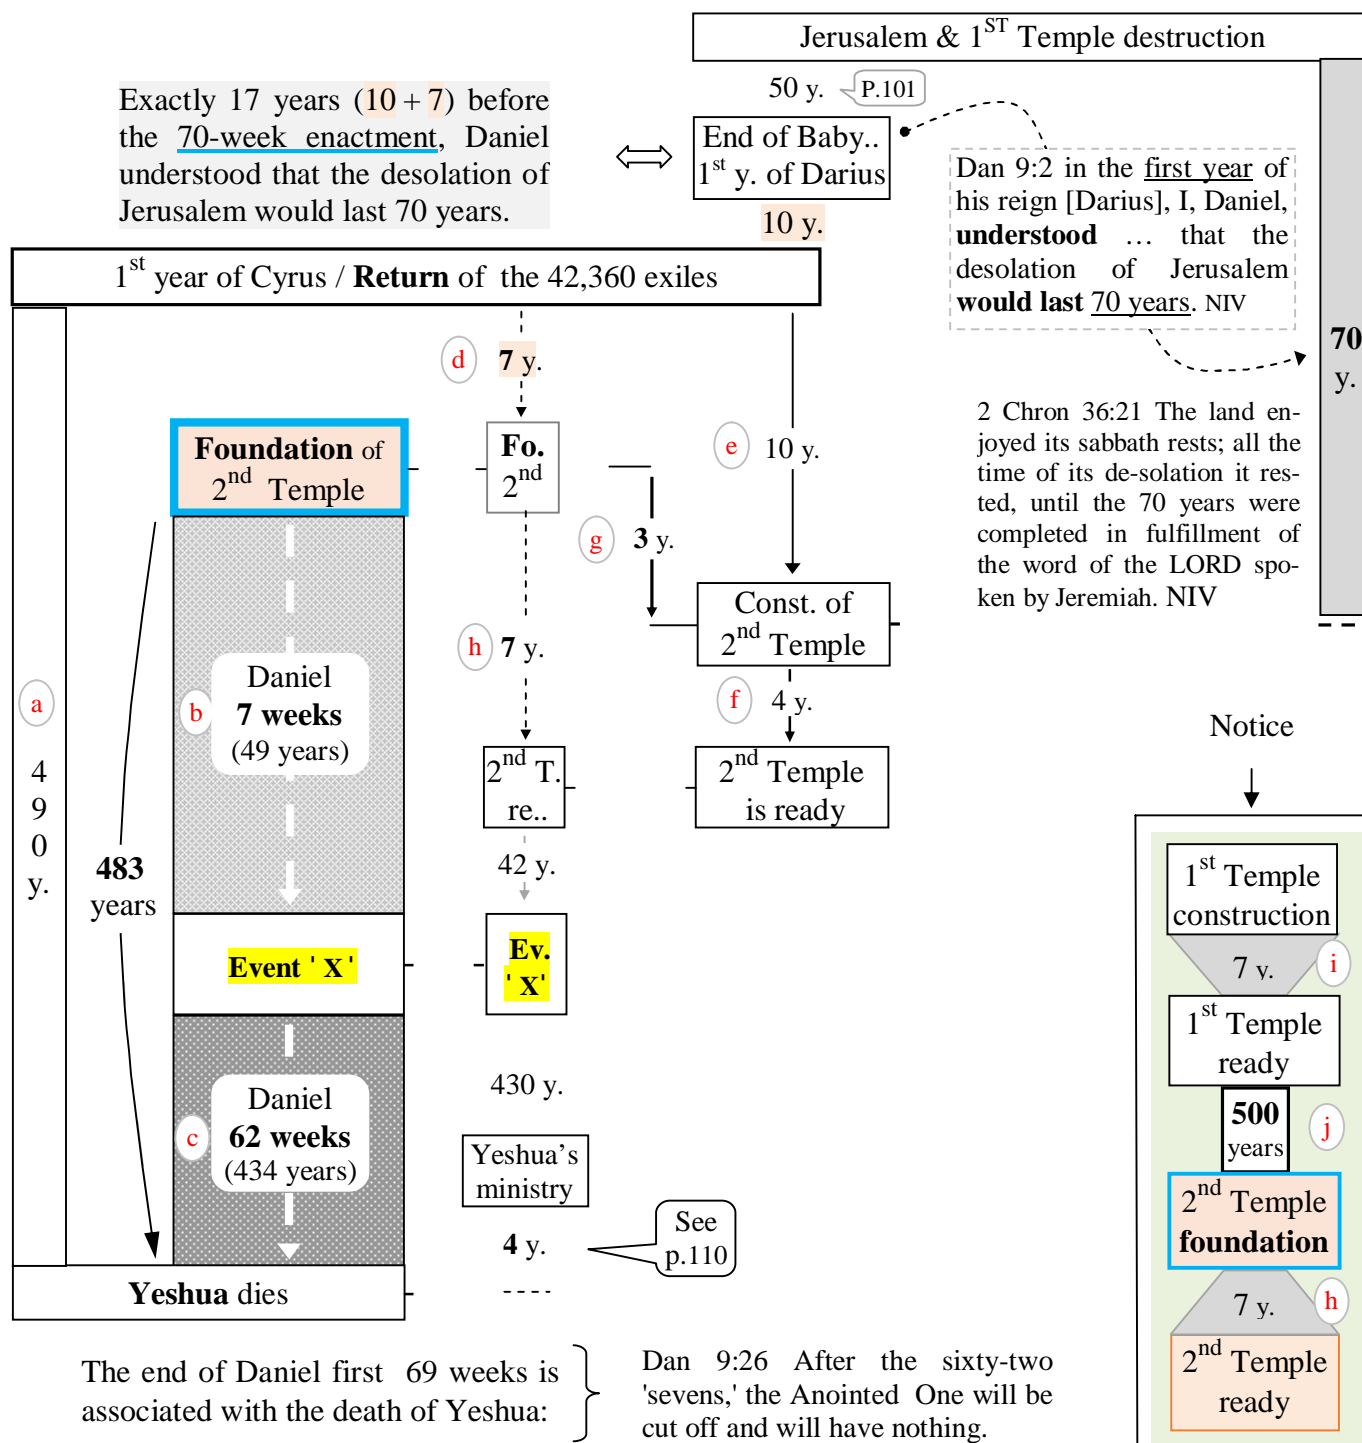 Jerusalem & 1ST Temple destruction
50 y.
P.101
Exactly 17 years (10 + 7) before
the 70-week enactment, Daniel
understood that the desolation of
Jerusalem would last 70 years.
End of Baby..
1st y. of Darius
10 y.
Dan 9:2 in the first year of
his reign [Darius], I, Daniel,
understood … that the
desolation of Jerusalem
would last 70 years. NIV
70
y.
1st year of Cyrus / Return of the 42,360 exiles
d
7 y.
2 Chron 36:21 The land en-
joyed its sabbath rests; all the
time of its de-solation it res-
ted, until the 70 years were
completed in fulfillment of
the word of the LORD spo-
ken by Jeremiah. NIV
Foundation of
2nd Temple
Fo.
2nd
e
10 y.
g
3 y.
Const. of
2nd Temple
h
7 y.
a
4
9
0
y.
b
Daniel
7 weeks
(49 years)
f
4 y.
2nd T.
re..
2nd Temple
is ready
42 y.
483
years
Event ' X '
Ev.
' X'
430 y.
c
Daniel
62 weeks
(434 years)
Yeshua’s
ministry
4 y.
See
p.110
Yeshua dies
Notice
1st Temple
construction
7 y.
i
1st Temple
ready
500
years
j
2nd Temple
foundation
7 y.
h
2nd Temple
ready
The end of Daniel first 69 weeks is
associated with the death of Yeshua:
Dan 9:26 After the sixty-two
'sevens,' the Anointed One will be
cut off and will have nothing.